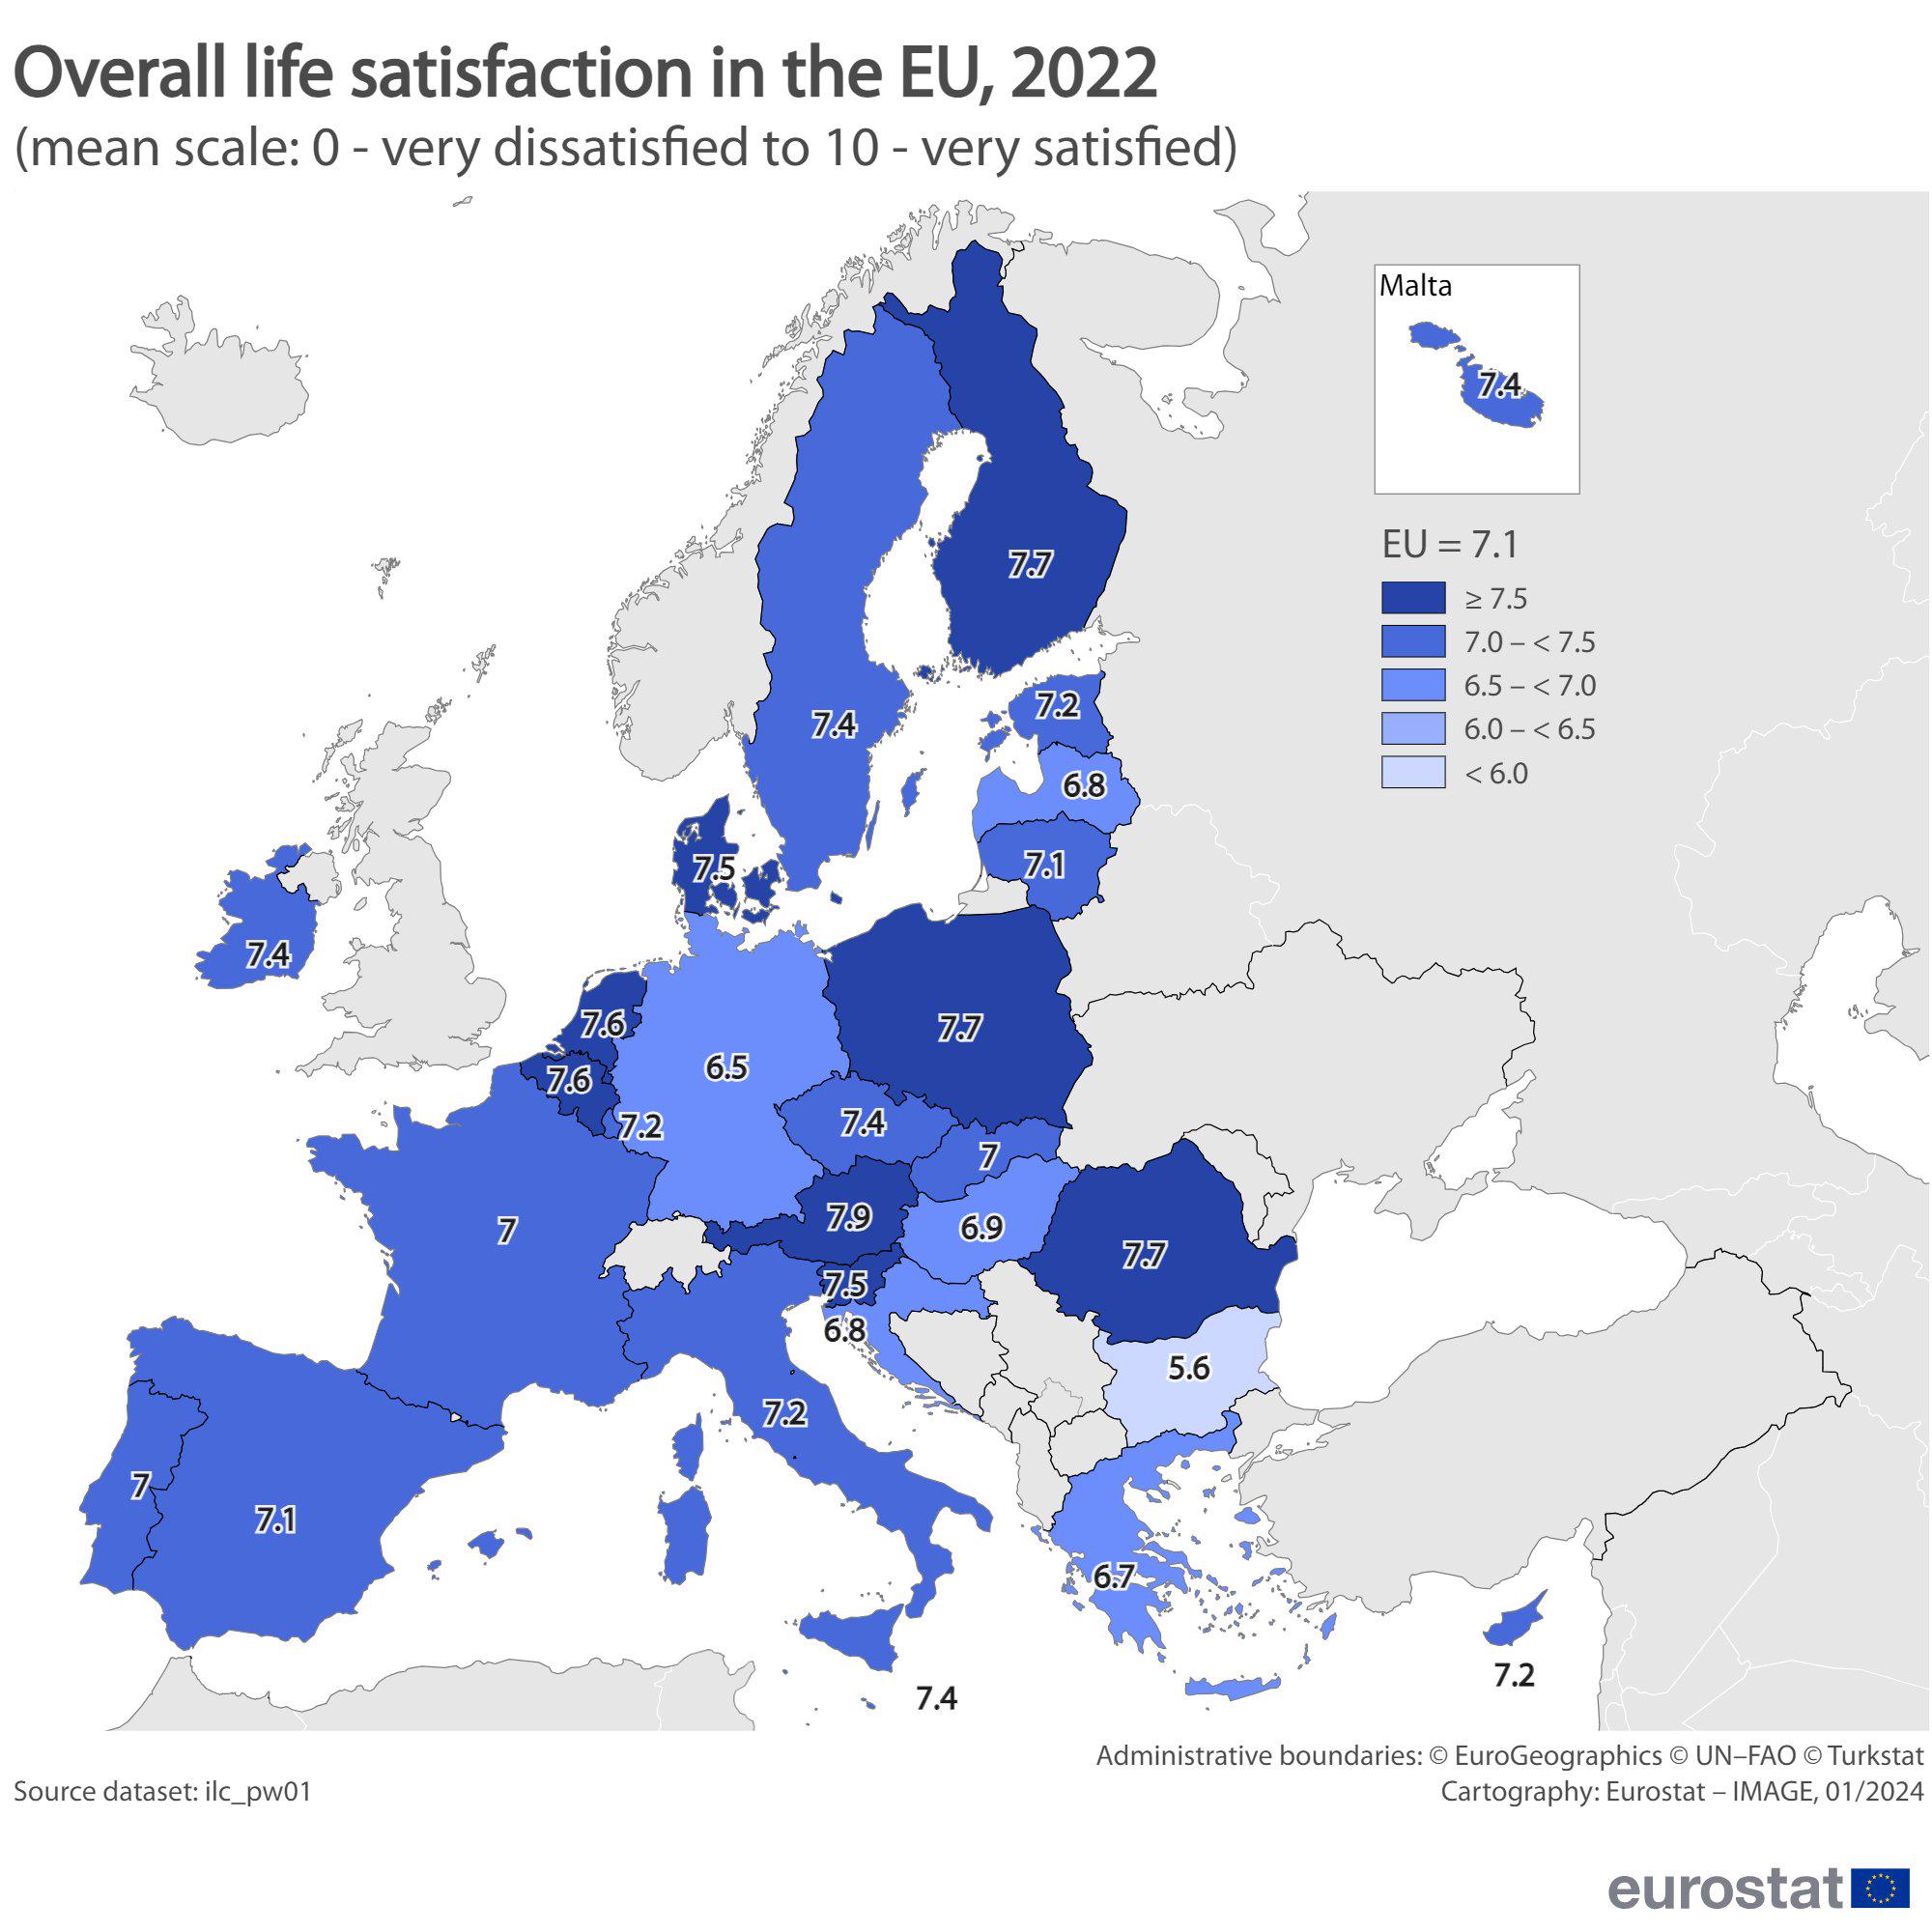 Overall life satisfaction in the EU, 2022
(mean scale: 0 - very dissatisfied to 10 - very satisfied)
Malta
7.4
EU = 7.1
≥ 7.5
7.0 – < 7.5
6.5 – < 7.0
6.0 – < 6.5
< 6.0
7.7
7.2
7.4
6.8
7.5
7.1
7.4
7.6
7.7
6.5
7.6
7.2
7.4
7
7.9
7
6.9
7.7
7.5
6.8
5.6
7.2
7
7.1
6.7
7.2
7.4
Administrative boundaries: © EuroGeographics © UN–FAO © Turkstat
Source dataset: ilc_pw01
Cartography: Eurostat – IMAGE, 01/2024
eurostat